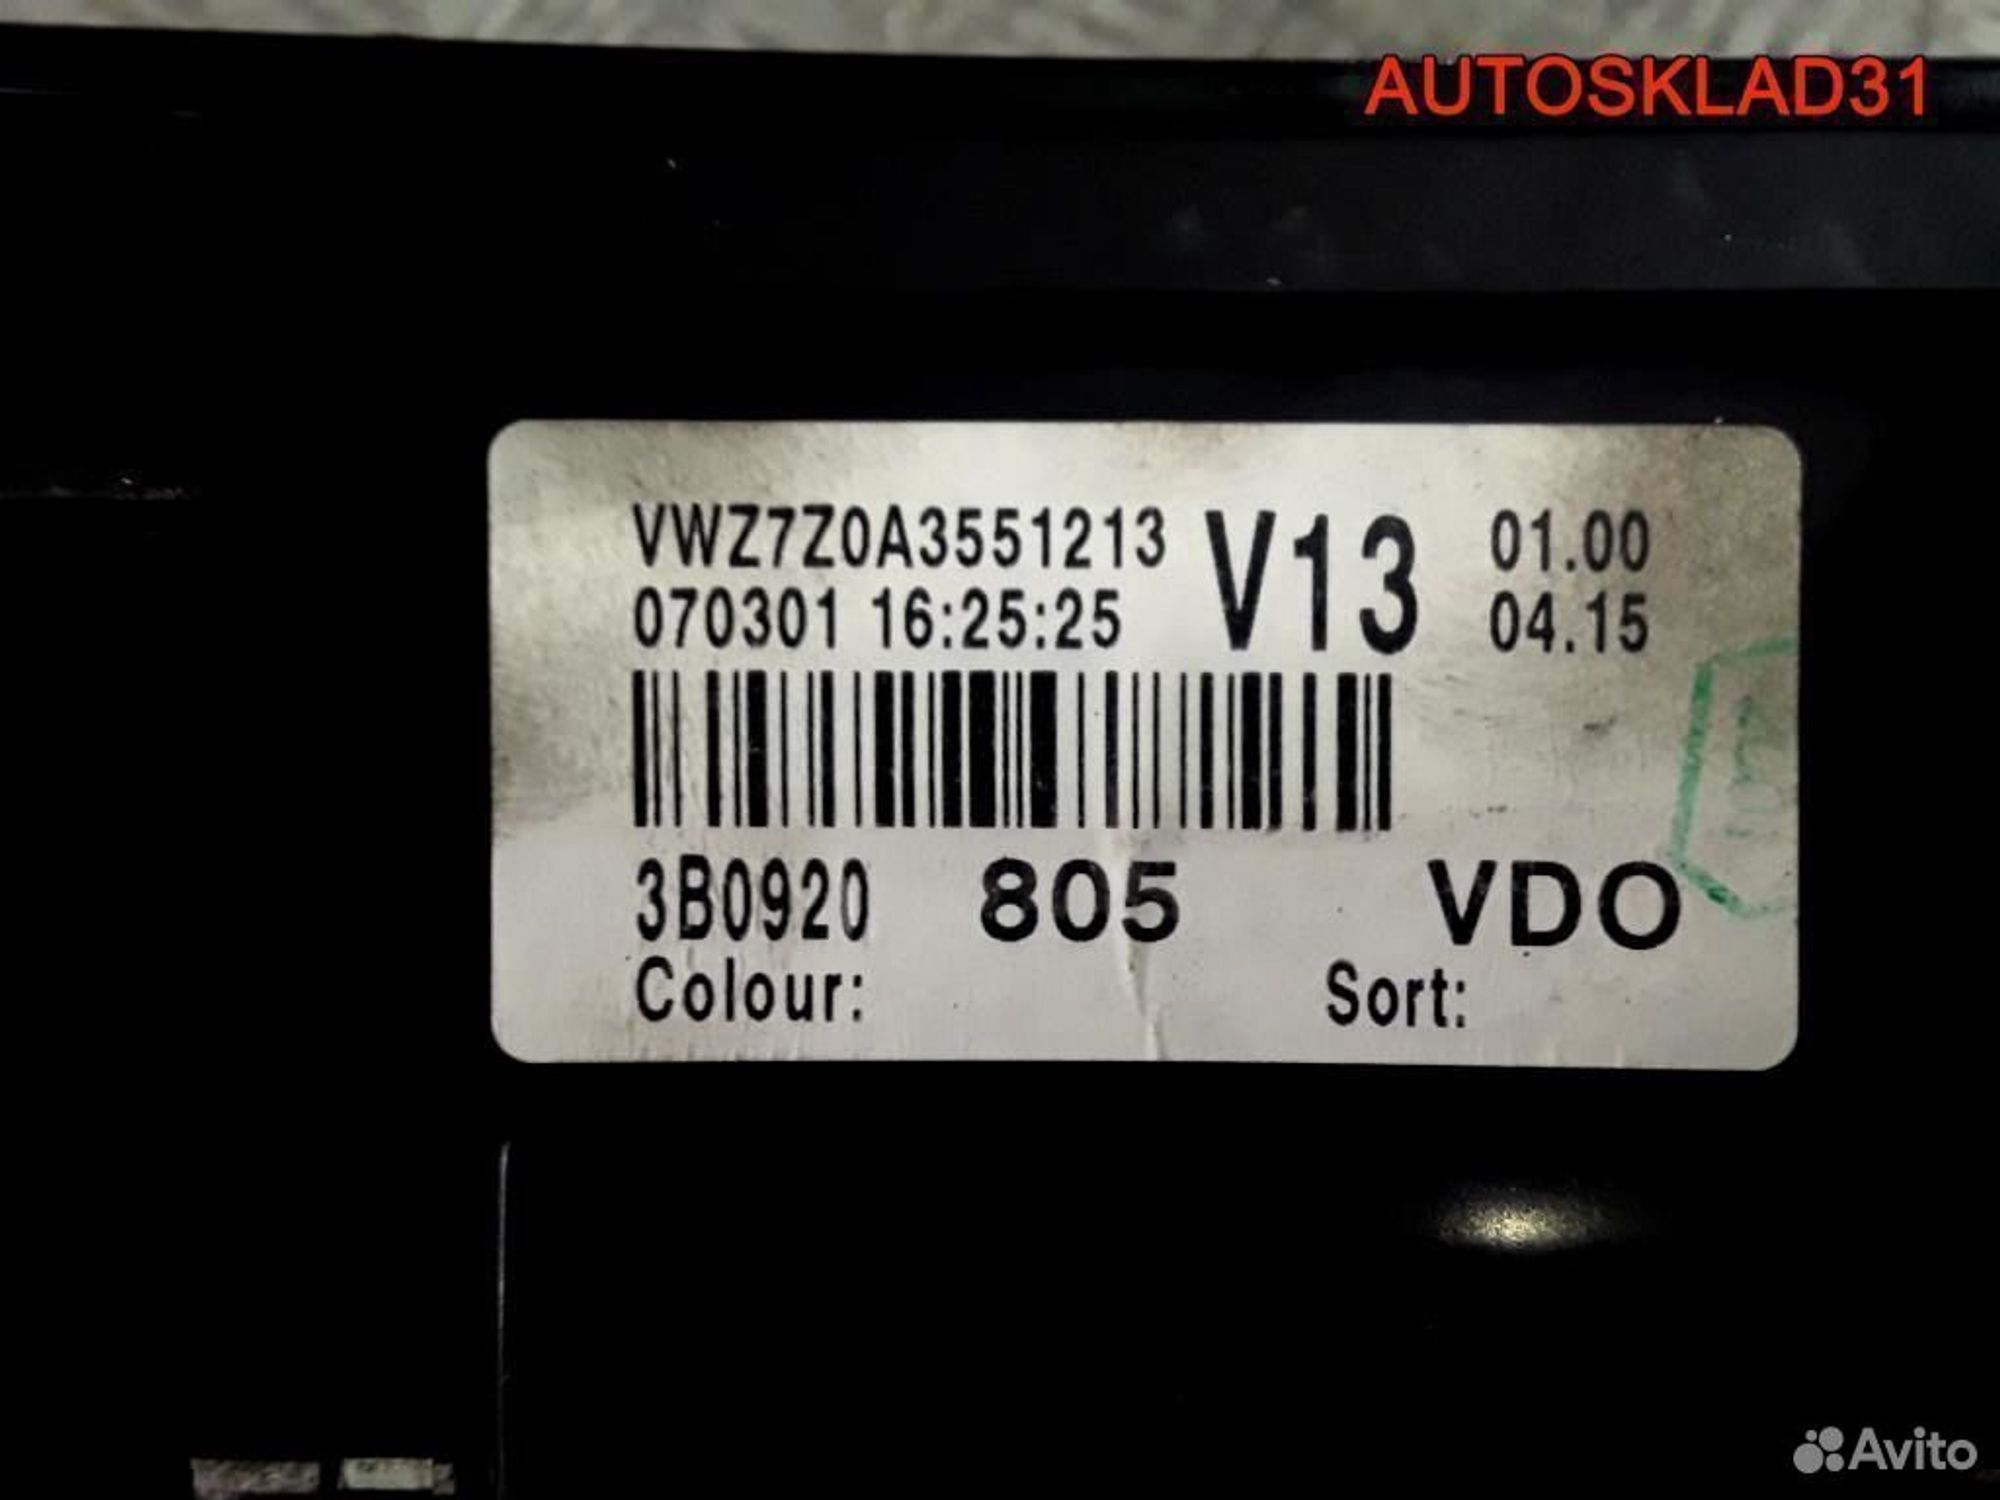 AUTOSKLAD31
VWZ7Z0A3551213 V13 01.00
070301 16:25:25 04.15
3B0920 805 VDO
Colour: Sort:
Avito